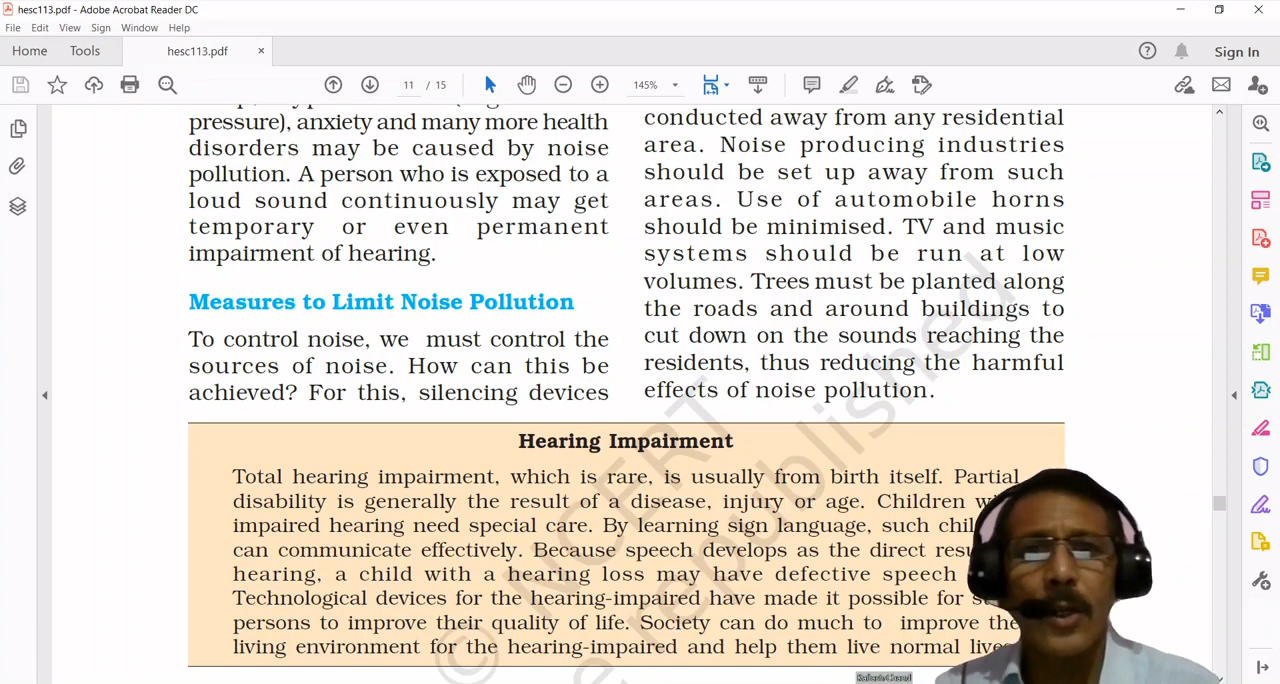 hesc113.pdf - Adobe Acrobat Reader DC
File Edit View Sign Window Help
Home Tools hesc113.pdf × Sign In
11 / 15 145%
pressure), anxiety and many more health
disorders may be caused by noise
pollution. A person who is exposed to a
loud sound continuously may get
temporary or even permanent
impairment of hearing.
Measures to Limit Noise Pollution
To control noise, we must control the
sources of noise. How can this be
achieved? For this, silencing devices
conducted away from any residential
area. Noise producing industries
should be set up away from such
areas. Use of automobile horns
should be minimised. TV and music
systems should be run at low
volumes. Trees must be planted along
the roads and around buildings to
cut down on the sounds reaching the
residents, thus reducing the harmful
effects of noise pollution.
Hearing Impairment
Total hearing impairment, which is rare, is usually from birth itself. Partial
disability is generally the result of a disease, injury or age. Children
impaired hearing need special care. By learning sign language, such
can communicate effectively. Because speech develops as the direct
hearing, a child with a hearing loss may have defective speech
Technological devices for the hearing-impaired have made it possible for
persons to improve their quality of life. Society can do much to improve the
living environment for the hearing-impaired and help them live normal
© NCERT
republished